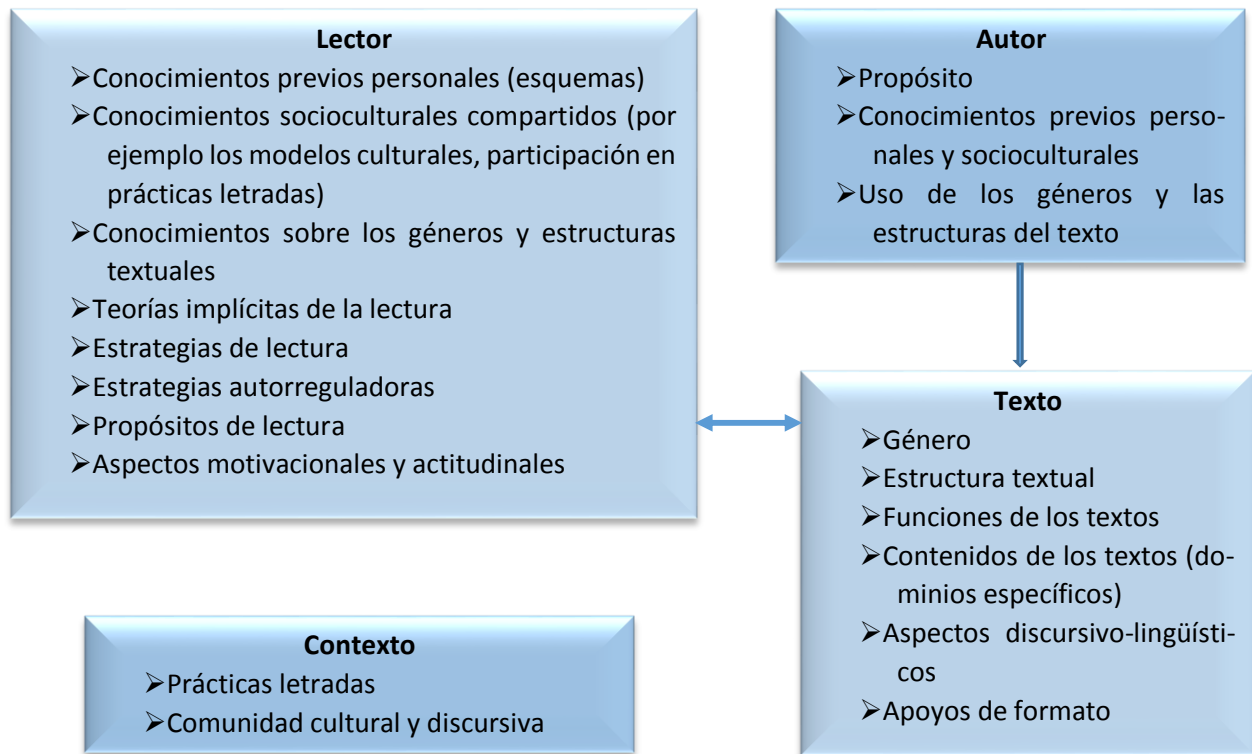 Lector
➢Conocimientos previos personales (esquemas)
➢Conocimientos socioculturales compartidos (por
ejemplo los modelos culturales, participación en
prácticas letradas)
➢Conocimientos sobre los géneros y estructuras
textuales
➢Teorías implícitas de la lectura
➢Estrategias de lectura
➢Estrategias autorreguladoras
➢Propósitos de lectura
➢Aspectos motivacionales y actitudinales
Autor
➢Propósito
➢Conocimientos previos perso-
nales y socioculturales
➢Uso de los géneros y las
estructuras del texto
Texto
➢Género
➢Estructura textual
➢Funciones de los textos
➢Contenidos de los textos (do-
minios específicos)
➢Aspectos discursivo-lingüísti-
cos
➢Apoyos de formato
Contexto
➢Prácticas letradas
➢Comunidad cultural y discursiva